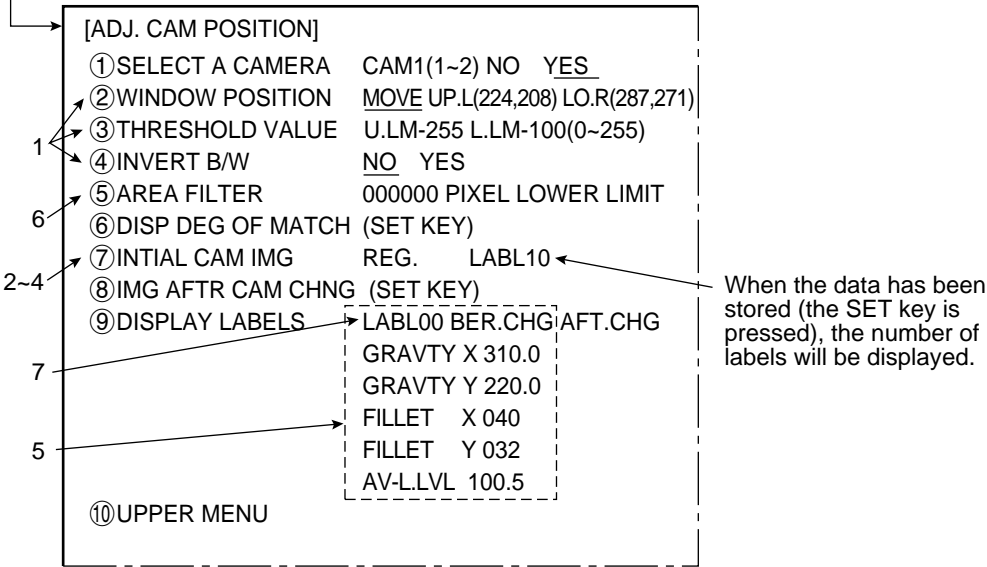 [ADJ. CAM POSITION]
①SELECT A CAMERA CAM1(1~2) NO YES
②WINDOW POSITION MOVE UP.L(224,208) LO.R(287,271)
③THRESHOLD VALUE U.LM-255 L.LM-100(0~255)
1
④INVERT B/W NO YES
⑤AREA FILTER 000000 PIXEL LOWER LIMIT
6
⑥DISP DEG OF MATCH (SET KEY)
⑦INTIAL CAM IMG REG. LABL10
2~4
⑧IMG AFTR CAM CHNG (SET KEY)
⑨DISPLAY LABELS LABL00 BER.CHG AFT.CHG
GRAVTY X 310.0
7
GRAVTY Y 220.0
FILLET X 040
5
FILLET Y 032
AV-L.LVL 100.5
⑩UPPER MENU
When the data has been
stored (the SET key is
pressed), the number of
labels will be displayed.